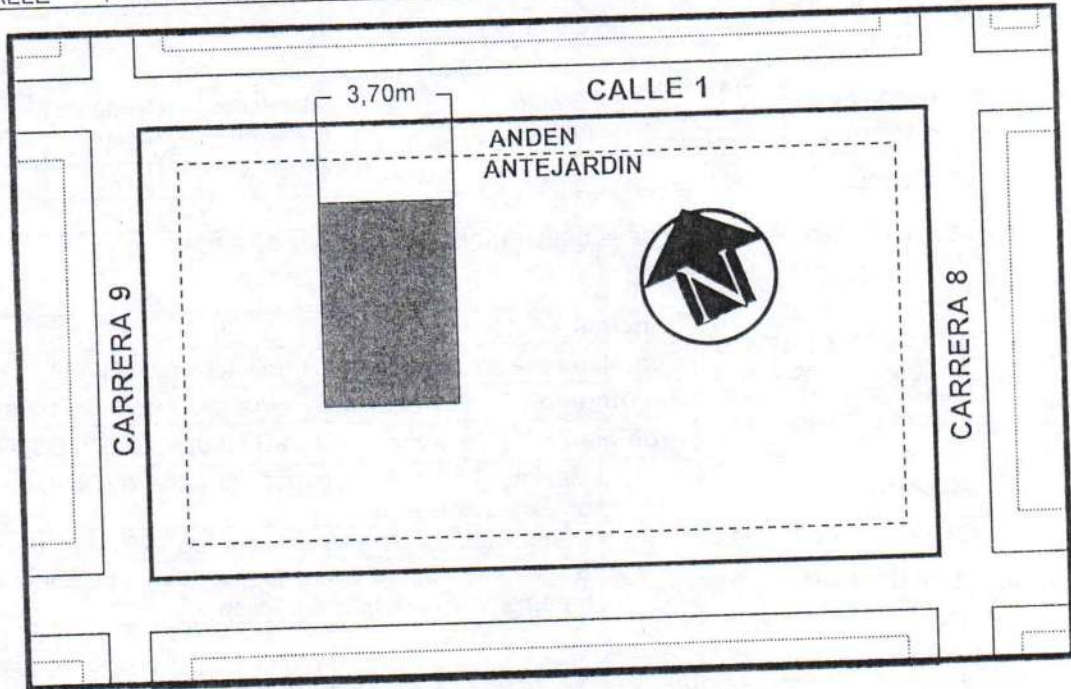 CALLE 1
3,70m
ANDEN
ANTEJARDIN
N
CARRERA 9
CARRERA 8